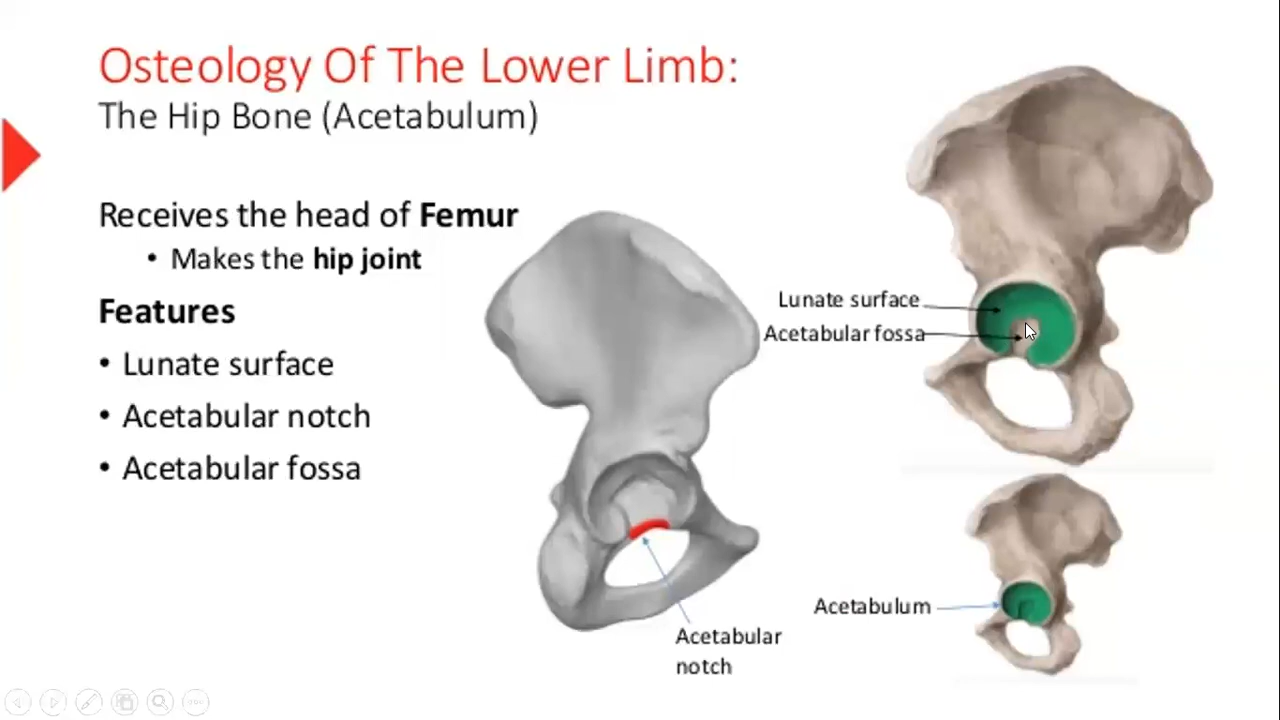 Osteology Of The Lower Limb:
The Hip Bone (Acetabulum)
Receives the head of Femur
• Makes the hip joint
Features
• Lunate surface
• Acetabular notch
• Acetabular fossa
Lunate surface
Acetabular fossa
Acetabulum
Acetabular
notch